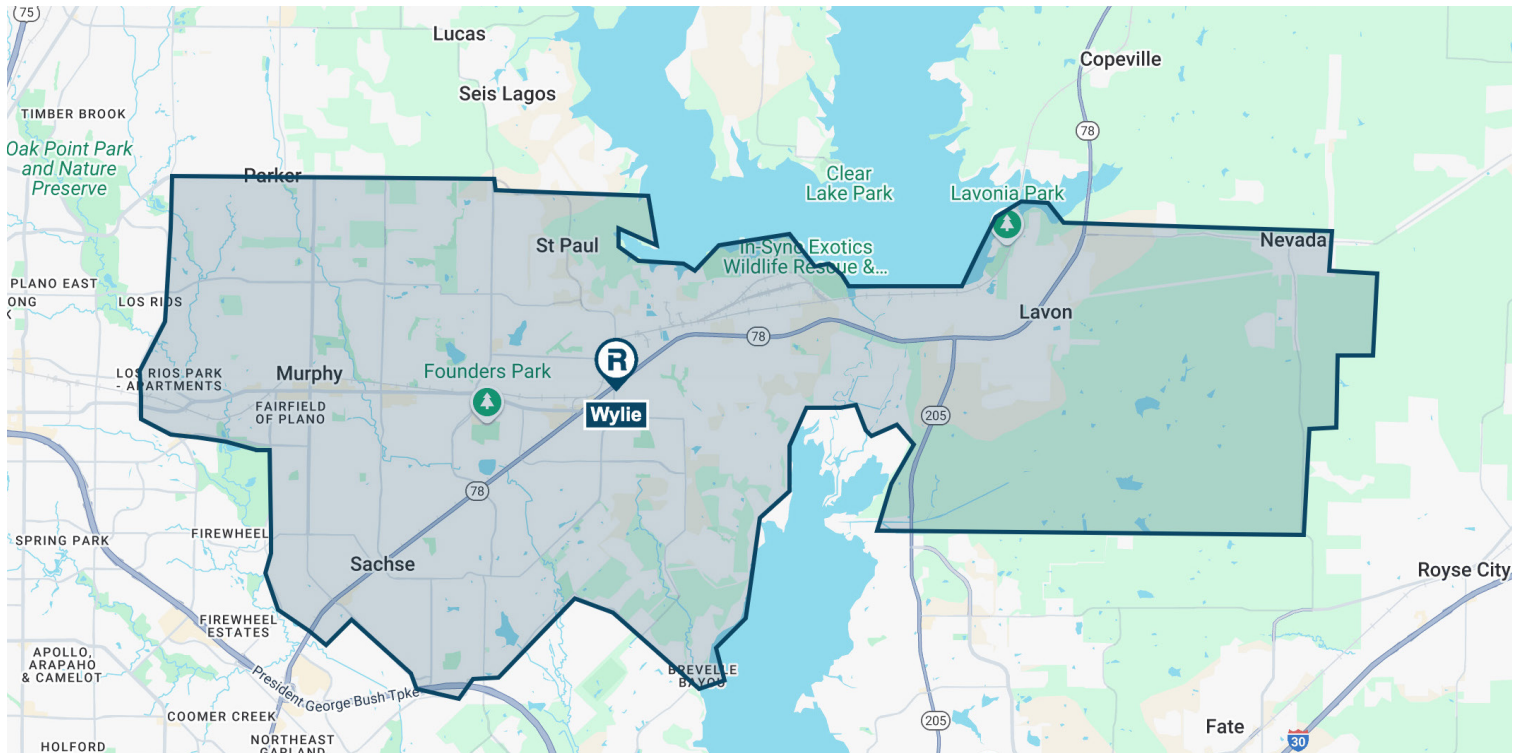 75
Lucas
Copeville
Seis Lagos
TIMBER BROOK
78
Oak Point Park
and Nature
Preserve
Parker
Clear
Lake Park
Lavonia Park
St Paul
In-Sync Exotics
Wildlife Rescue &...
Nevada
PLANO EAST
ONG
K
LOS RIOS
Lavon
78
LOS RIOS PARK
- APARTMENTS
Murphy
Founders Park
R
Wylie
FAIRFIELD
OF PLANO
205
78
SPRING PARK
FIREWHEEL
Sachse
Royse City
FIREWHEEL
ESTATES
APOLLO,
ARAPAHO
& CAMELOT
BREVELLE
BAYOU
President George Bush Tpke
COOMER CREEK
205
Fate
30
HOLFORD
NORTHEAST
GARLAND